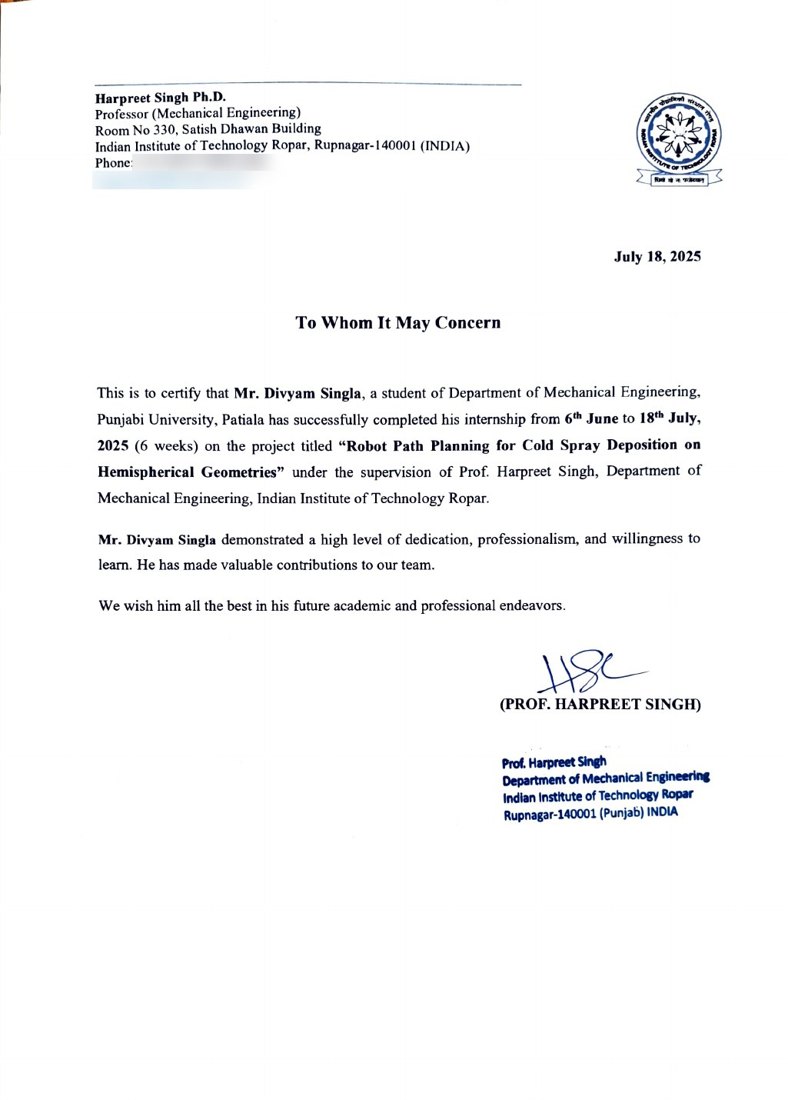 Harpreet Singh Ph.D.
Professor (Mechanical Engineering)
Room No 330, Satish Dhawan Building
Indian Institute of Technology Ropar, Rupnagar-140001 (INDIA)
Phone:
INDIAN INSTITUTE OF TECHNOLOGY ROPAR
July 18, 2025
To Whom It May Concern
This is to certify that Mr. Divyam Singla, a student of Department of Mechanical Engineering,
Punjabi University, Patiala has successfully completed his internship from 6th June to 18th July,
2025 (6 weeks) on the project titled “Robot Path Planning for Cold Spray Deposition on
Hemispherical Geometries” under the supervision of Prof. Harpreet Singh, Department of
Mechanical Engineering, Indian Institute of Technology Ropar.
Mr. Divyam Singla demonstrated a high level of dedication, professionalism, and willingness to
learn. He has made valuable contributions to our team.
We wish him all the best in his future academic and professional endeavors.
(PROF. HARPREET SINGH)
Prof. Harpreet Singh
Department of Mechanical Engineering
Indian Institute of Technology Ropar
Rupnagar-140001 (Punjab) INDIA